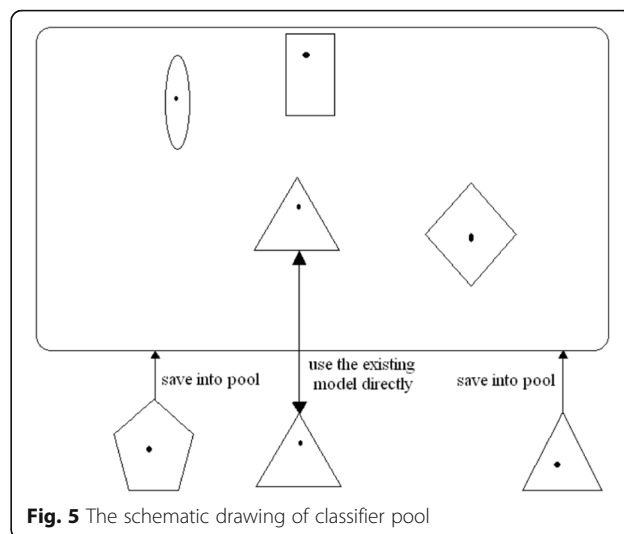 save into pool
use the existing
model directly
save into pool
Fig. 5 The schematic drawing of classifier pool